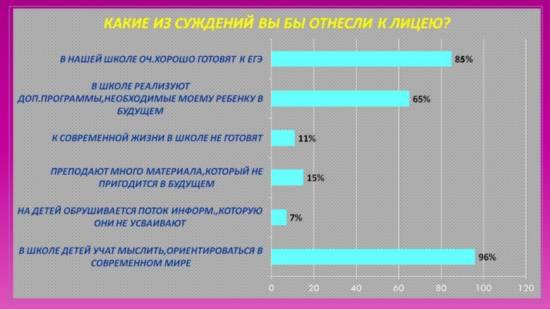 КАКИЕ ИЗ СУЖДЕНИЙ ВЫ БЫ ОТНЕСЛИ К ЛИЦЕЮ?
В НАШЕЙ ШКОЛЕ ОЧ.ХОРОШО ГОТОВЯТ К ЕГЭ
85%
В ШКОЛЕ РЕАЛИЗУЮТ
ДОП.ПРОГРАММЫ,НЕОБХОДИМЫЕ МОЕМУ РЕБЕНКУ В
БУДУЩЕМ
65%
К СОВРЕМЕННОЙ ЖИЗНИ В ШКОЛЕ НЕ ГОТОВЯТ
11%
ПРЕПОДАЮТ МНОГО МАТЕРИАЛА,КОТОРЫЙ НЕ
ПРИГОДИТСЯ В БУДУЩЕМ
15%
НА ДЕТЕЙ ОБРУШИВАЕТСЯ ПОТОК ИНФОРМ.,КОТОРУЮ
ОНИ НЕ УСВАИВАЮТ
7%
В ШКОЛЕ ДЕТЕЙ УЧАТ МЫСЛИТЬ,ОРИЕНТИРОВАТЬСЯ В
СОВРЕМЕННОМ МИРЕ
96%
0 20 40 60 80 100 120